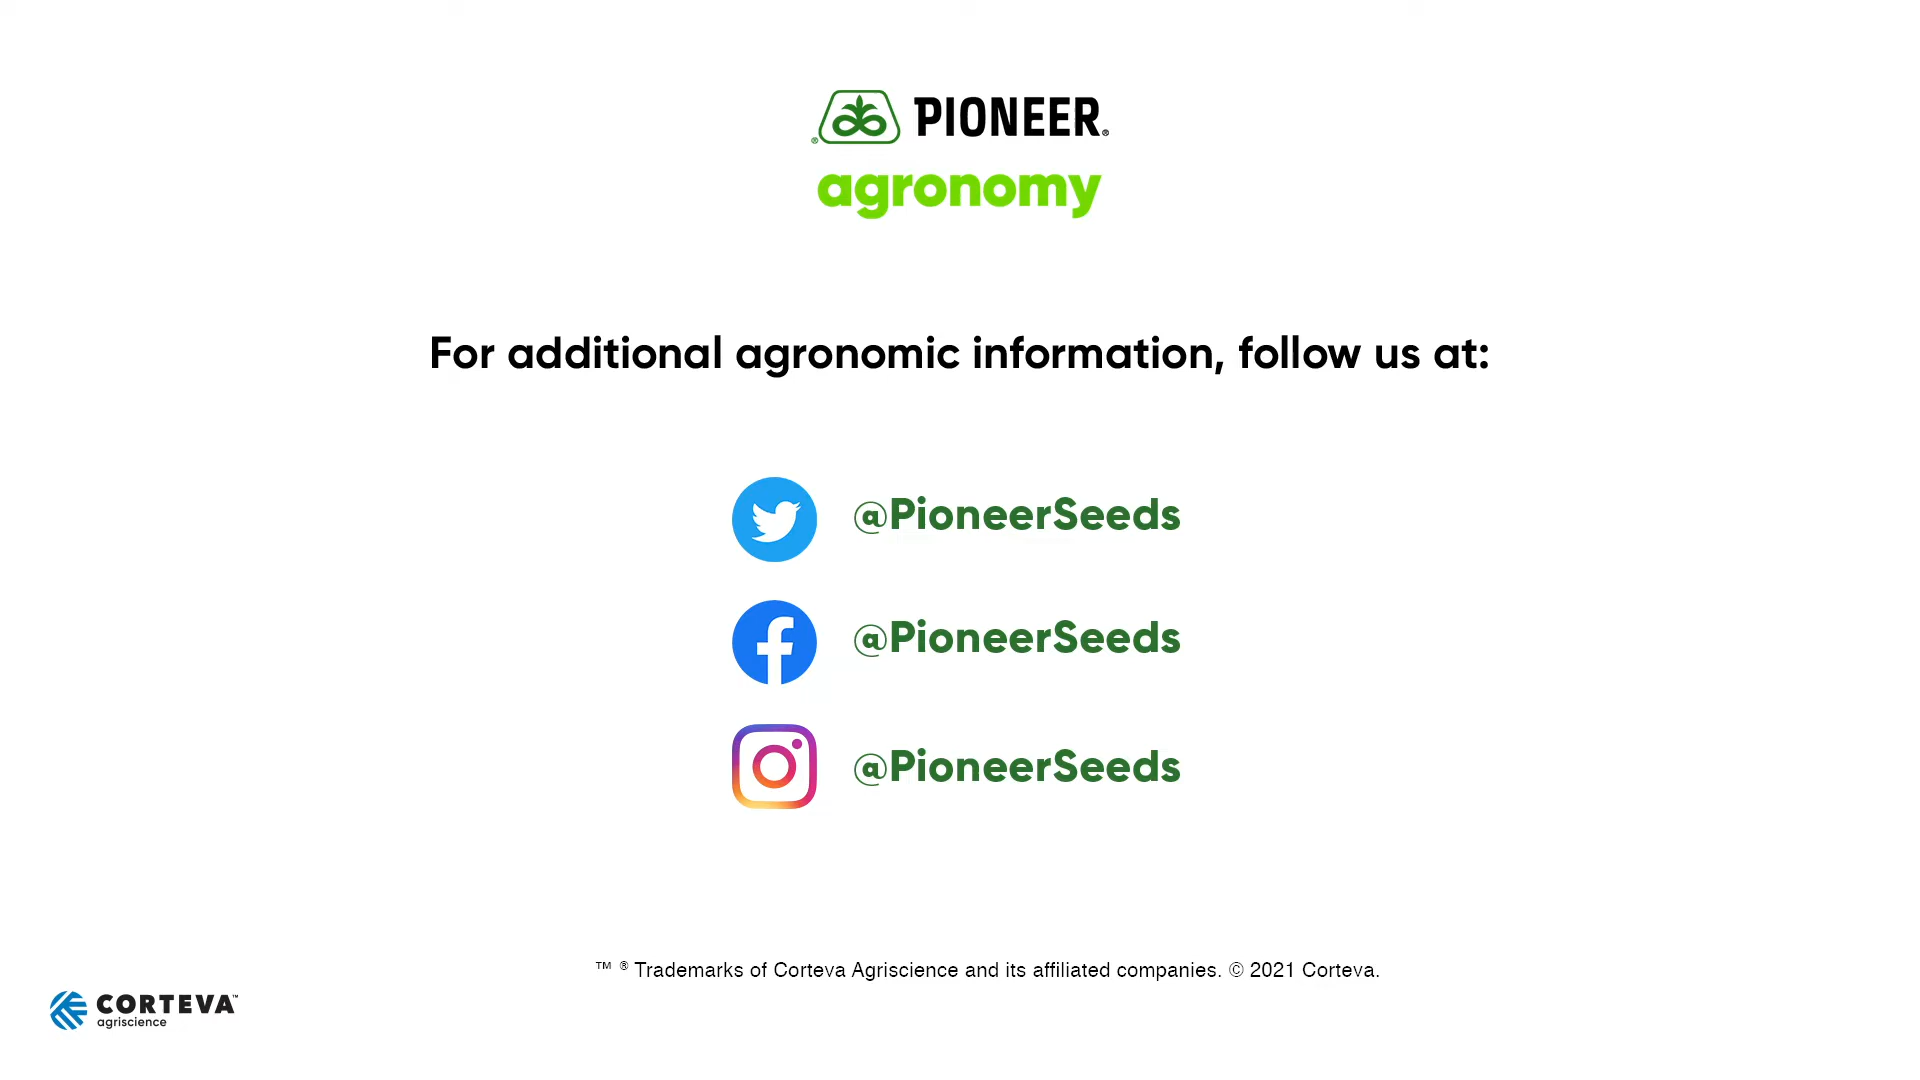 PIONEER®
agronomy
For additional agronomic information, follow us at:
@PioneerSeeds
@PioneerSeeds
@PioneerSeeds
™ ® Trademarks of Corteva Agriscience and its affiliated companies. © 2021 Corteva.
CORTEVA™
agriscience